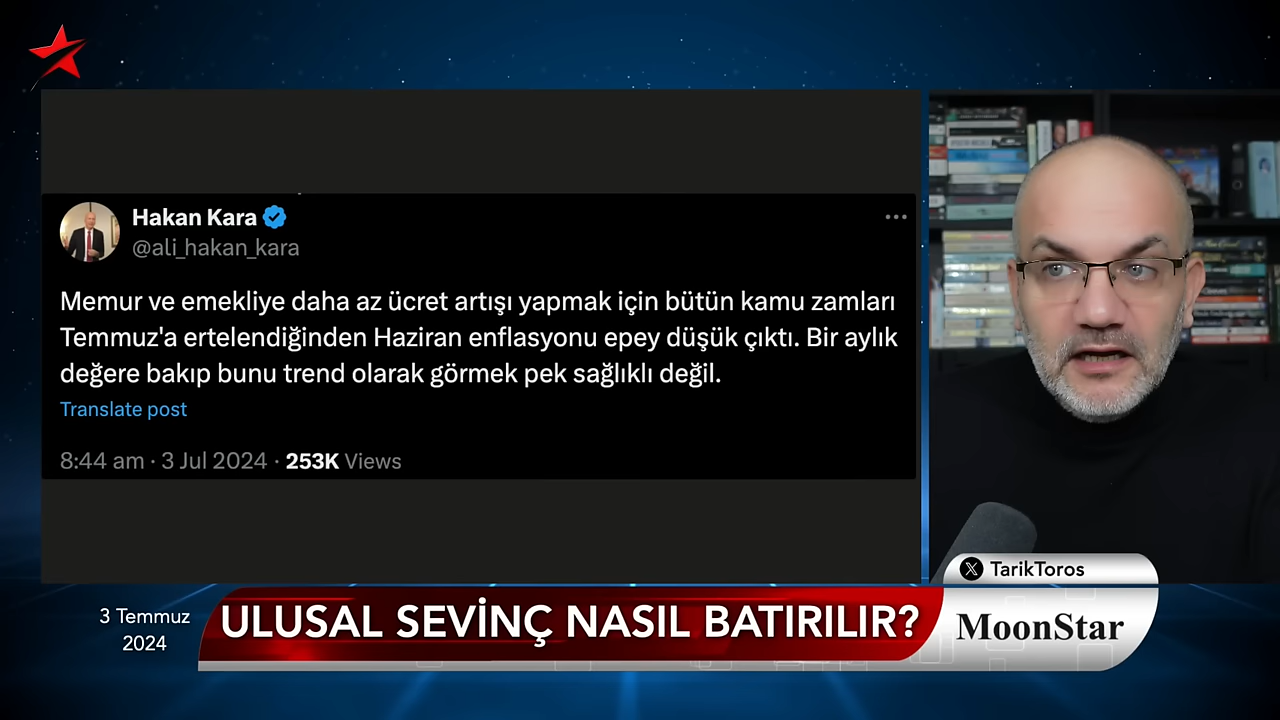 Hakan Kara
@ali_hakan_kara
Memur ve emekliye daha az ücret artışı yapmak için bütün kamu zamları
Temmuz'a ertelendiğinden Haziran enflasyonu epey düşük çıktı. Bir aylık
değere bakıp bunu trend olarak görmek pek sağlıklı değil.
Translate post
8:44 am · 3 Jul 2024 · 253K Views
TarikToros
3 Temmuz
2024
ULUSAL SEVİNÇ NASIL BATIRILIR?
MoonStar